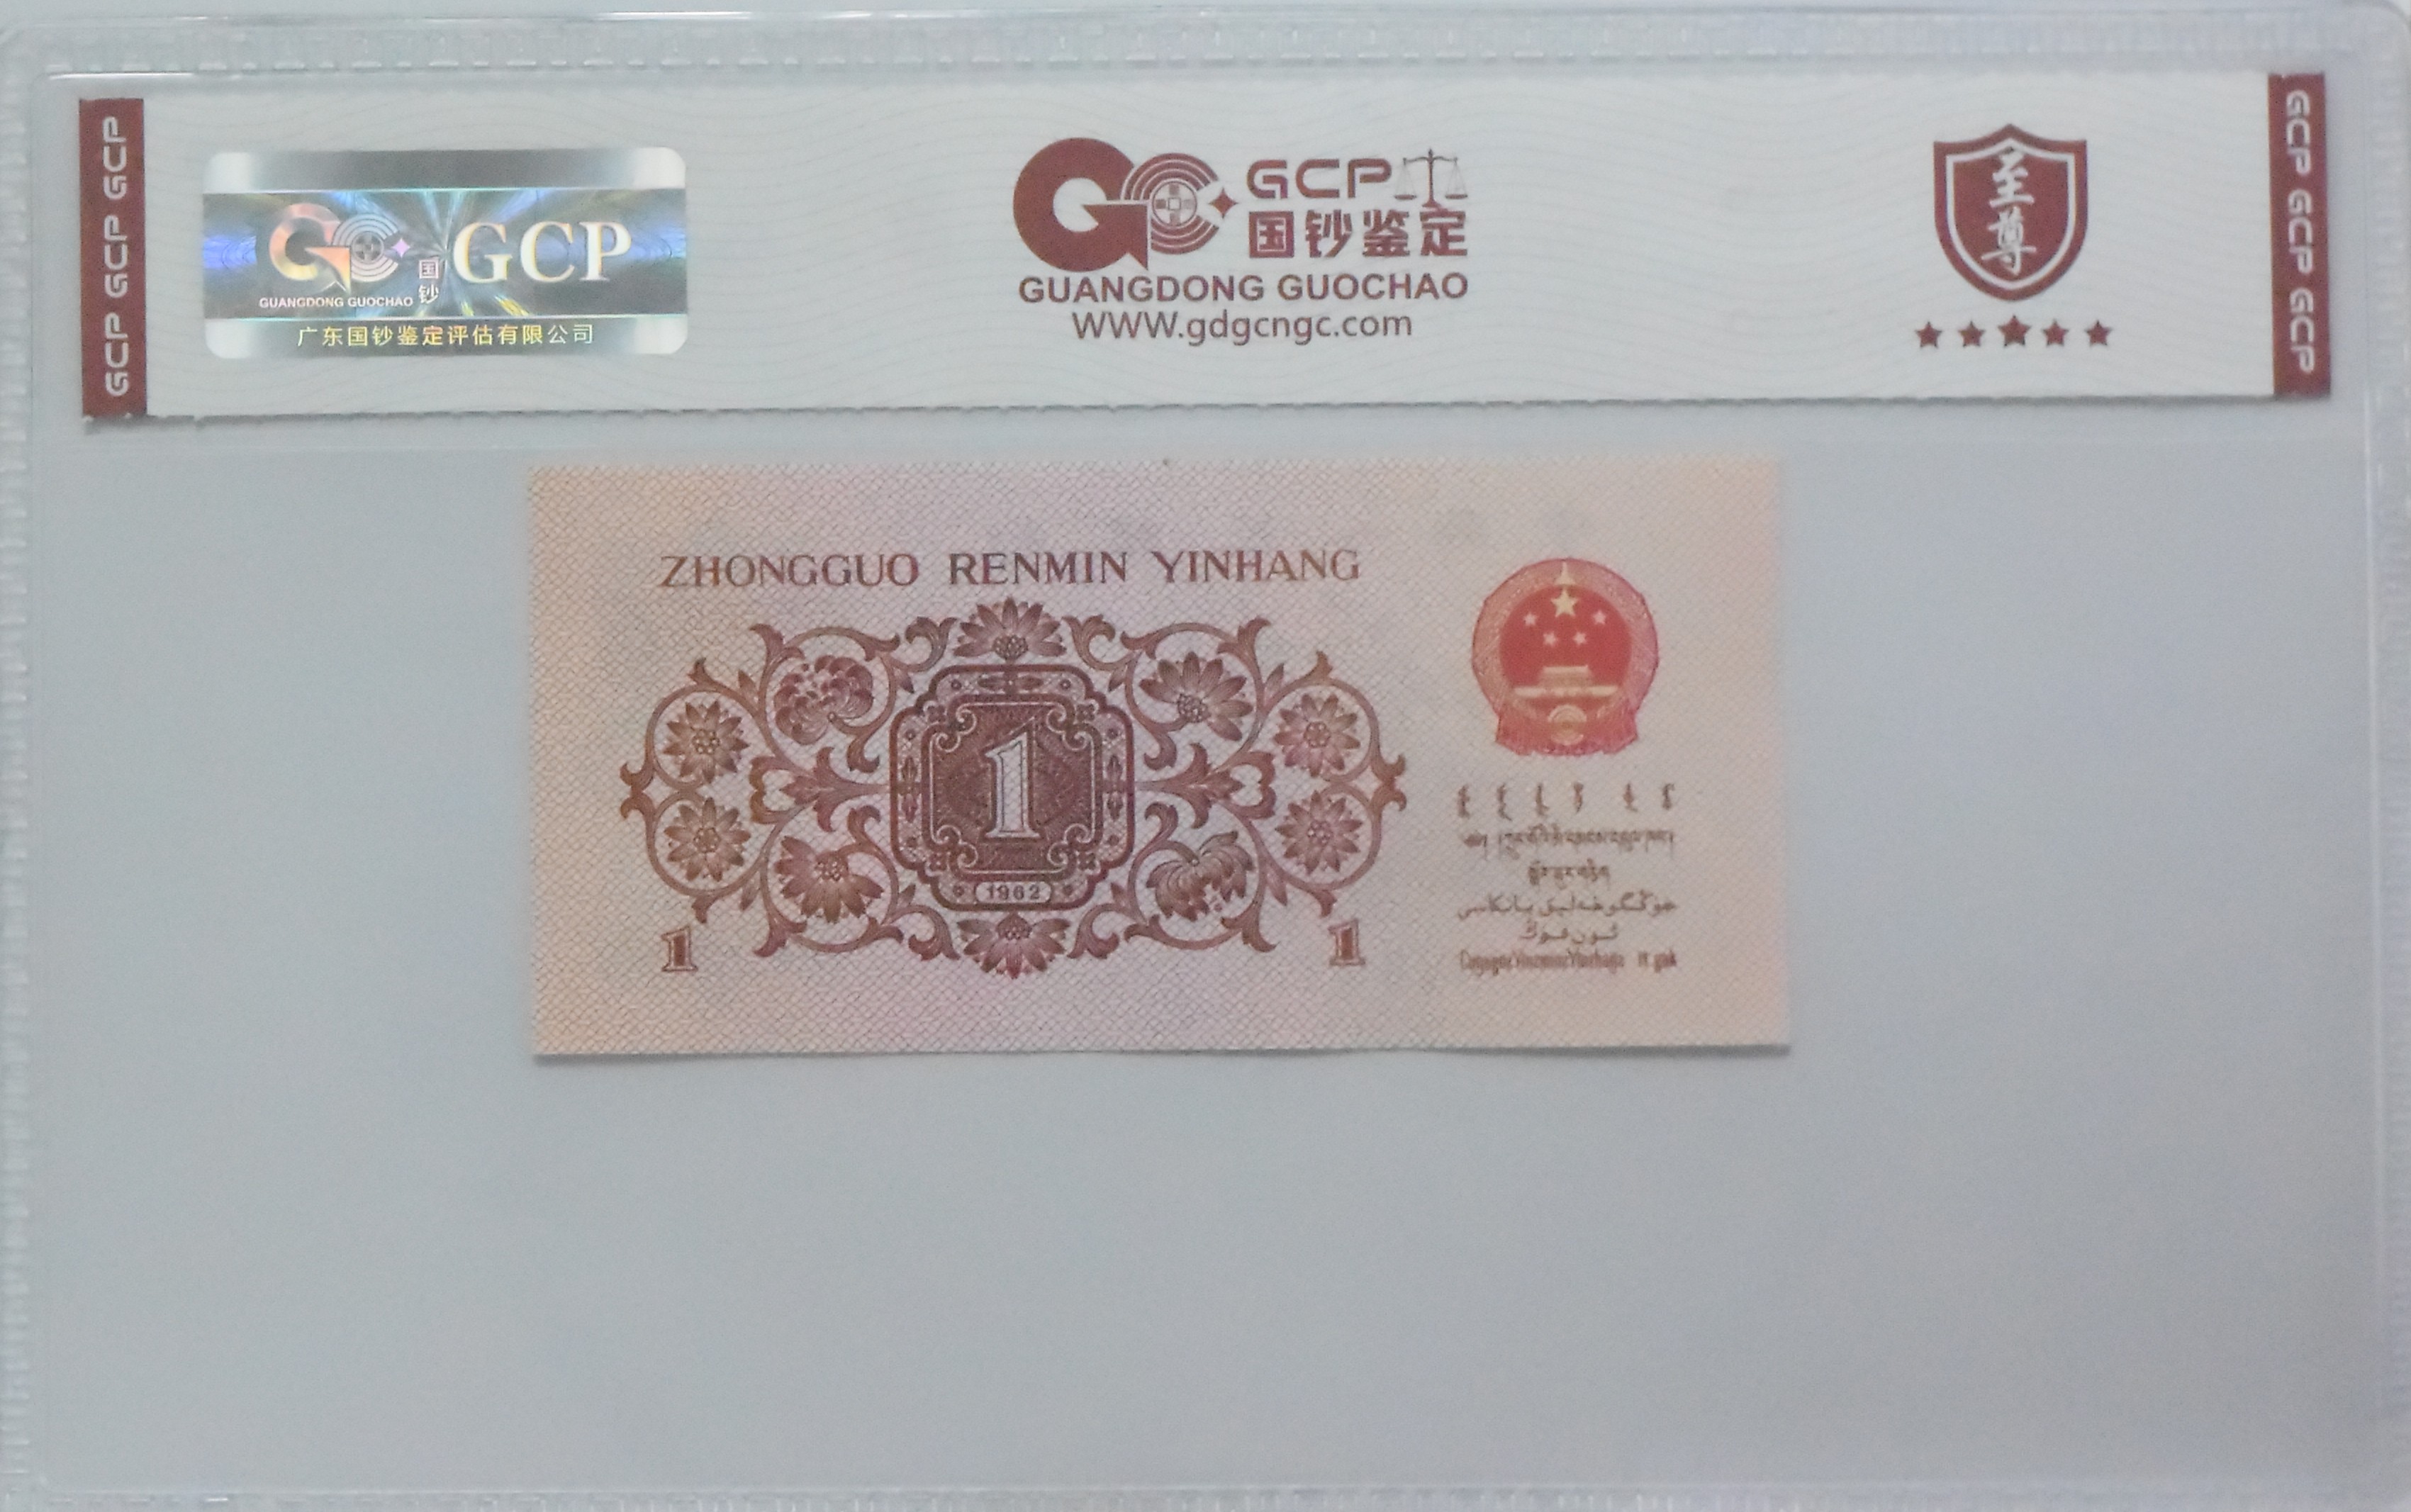 GCP GCP GCP
国钞
GCP
GUANGDONG GUOCHAO
广东国钞鉴定评估有限公司
GCP
国钞鉴定
GUANGDONG GUOCHAO
WWW.gdgcngc.com
至尊
GCP GCP GCP
ZHONGGUO RENMIN YINHANG
1
1962
1
1